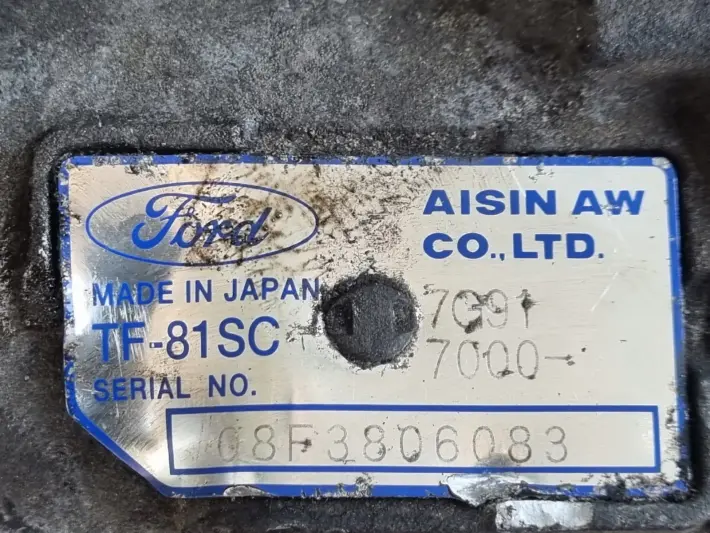 Ford
AISIN AW
CO.,LTD.
MADE IN JAPAN
TF-81SC
7G91
7000-
SERIAL NO.
08F3806083